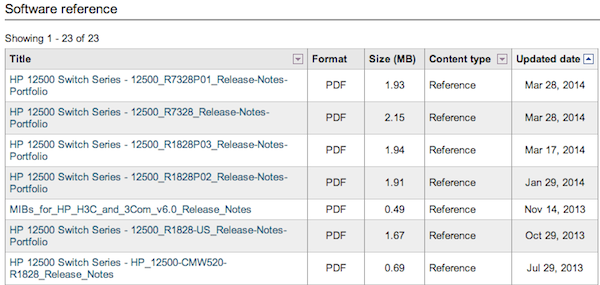 Software reference
Showing 1 - 23 of 23
Title Format Size (MB) Content type Updated date
HP 12500 Switch Series - 12500_R7328P01_Release-Notes-
Portfolio PDF 1.93 Reference Mar 28, 2014
HP 12500 Switch Series - 12500_R7328_Release-Notes-
Portfolio PDF 2.15 Reference Mar 28, 2014
HP 12500 Switch Series - 12500_R1828P03_Release-Notes-
Portfolio PDF 1.94 Reference Mar 17, 2014
HP 12500 Switch Series - 12500_R1828P02_Release-Notes-
Portfolio PDF 1.91 Reference Jan 29, 2014
MIBs_for_HP_H3C_and_3Com_v6.0_Release_Notes PDF 0.49 Reference Nov 14, 2013
HP 12500 Switch Series - 12500_R1828-US_Release-Notes-
Portfolio PDF 1.67 Reference Oct 29, 2013
HP 12500 Switch Series - HP_12500-CMW520-
R1828_Release_Notes PDF 0.69 Reference Jul 29, 2013